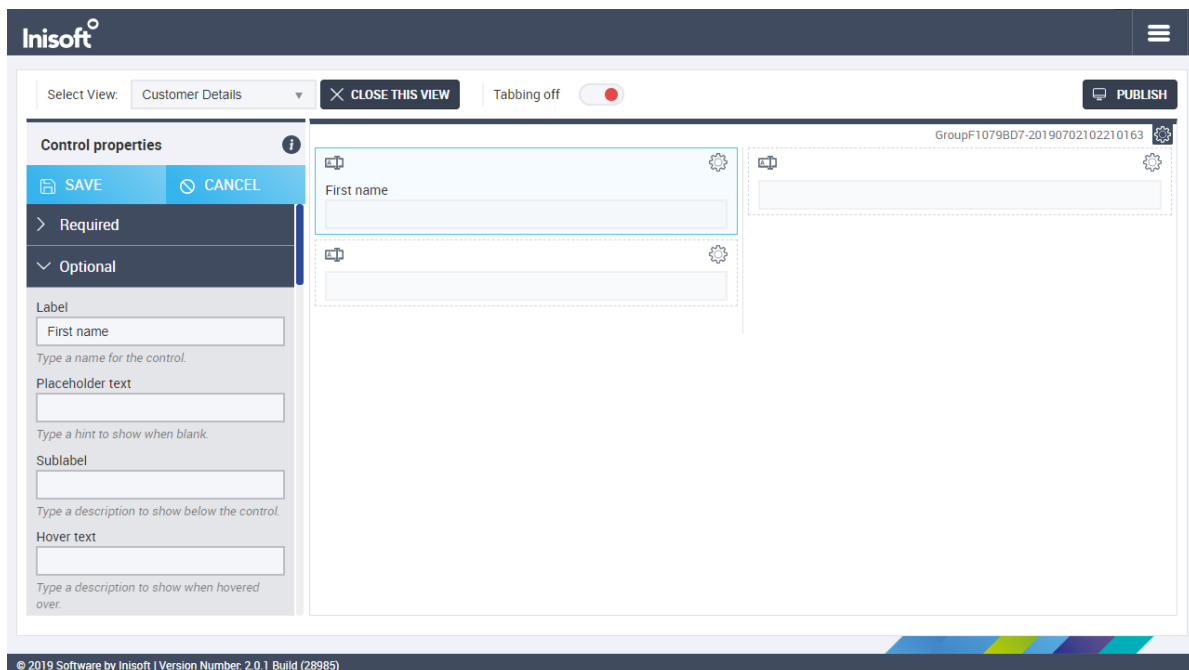 Inisoft
Select View: Customer Details CLOSE THIS VIEW Tabbing off PUBLISH
Control properties
GroupF1079BD7-20190702102210163
SAVE CANCEL
Required
Optional
Label
First name
Type a name for the control.
Placeholder text
Type a hint to show when blank.
Sublabel
Type a description to show below the control.
Hover text
Type a description to show when hovered
over.
First name
© 2019 Software by Inisoft | Version Number: 2.0.1 Build (28985)